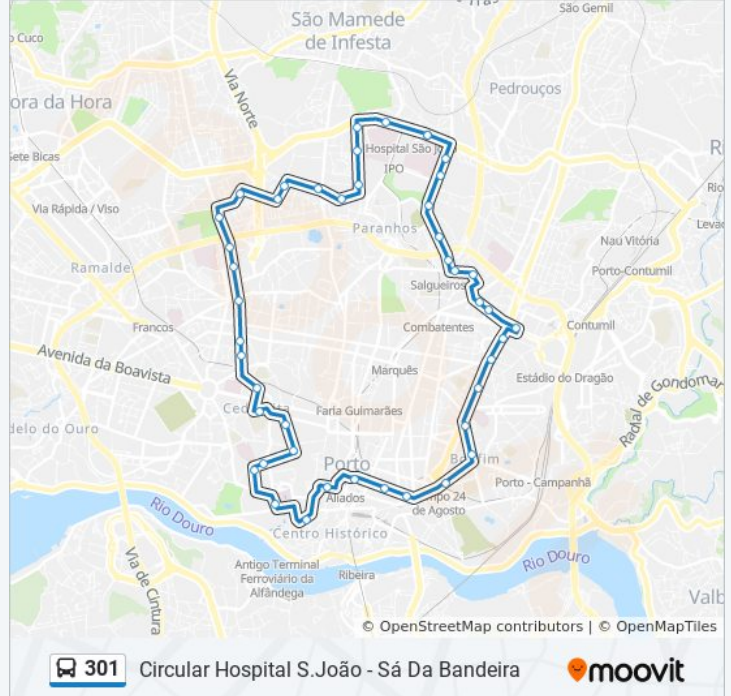 São Gemil
São Mamede
de Infesta
Cuco
Via Norte
Pedrouços
ora da Hora
Hospital São J
IPO
Sete Bicas
Ri
Rio
Via Rápida / Viso
Paranhos
Levad
Nau Vitória
Ramalde
Porto-Contumil
Salgueiros
Francos
Combatentes
Contumil
Avenida da Boavista
Marquês
Estádio do Dragão
Radial de Gondomar
Faria Guimarães
delo do Ouro
Porto
Porto - Campanhã
Aliados
24
de Agosto
Rio Douro
Centro Histórico
Via de Cintura
Antigo Terminal
Ferroviário da
Alfândega
Ribeira
Rio Douro
Valb
© OpenStreetMap contributors | © OpenMapTiles
301 Circular Hospital S.João - Sá Da Bandeira moovit